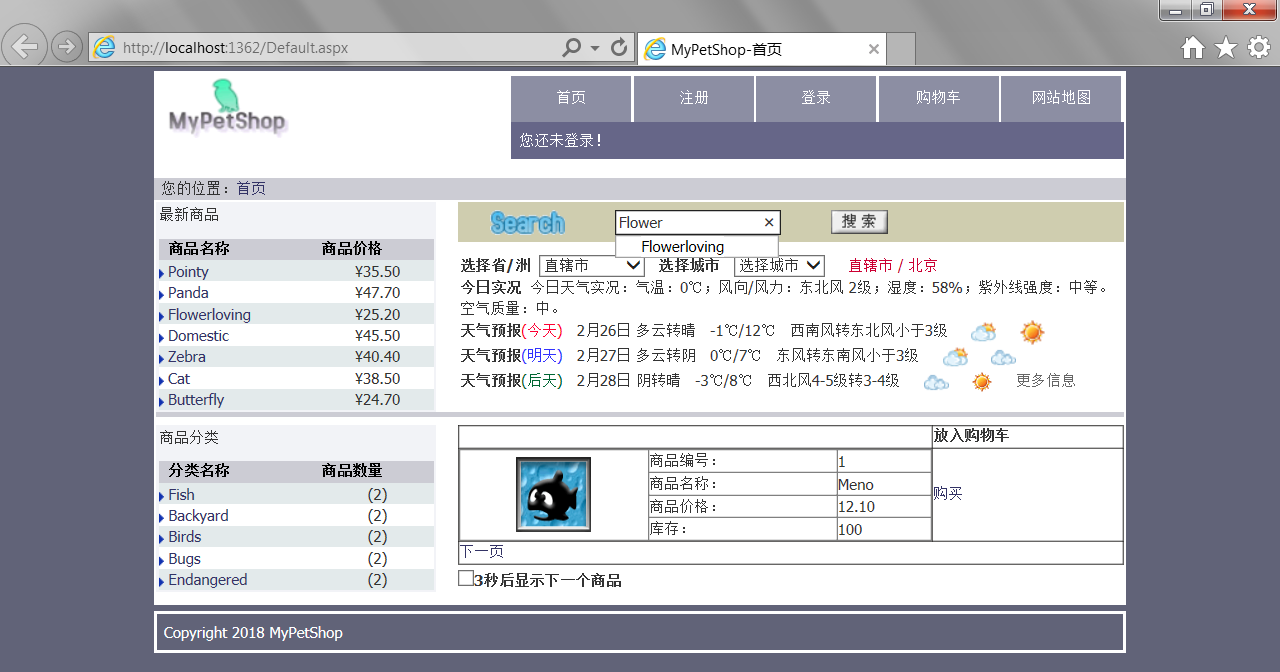 http://localhost:1362/Default.aspx
MyPetShop-首页
MyPetShop
首页 注册 登录 购物车 网站地图
您还未登录！
您的位置：首页
最新商品
商品名称 商品价格
Pointy ¥35.50
Panda ¥47.70
Flowerloving ¥25.20
Domestic ¥45.50
Zebra ¥40.40
Cat ¥38.50
Butterfly ¥24.70
Search Flower 搜 索
Flowerloving
选择省/洲 直辖市 选择城市 选择城市 直辖市 / 北京
今日实况 今日天气实况：气温：0℃；风向/风力：东北风 2级；湿度：58%；紫外线强度：中等。
空气质量：中。
天气预报(今天) 2月26日 多云转晴 -1℃/12℃ 西南风转东北风小于3级
天气预报(明天) 2月27日 多云转阴 0℃/7℃ 东风转东南风小于3级
天气预报(后天) 2月28日 阴转晴 -3℃/8℃ 西北风4-5级转3-4级 更多信息
商品分类
分类名称 商品数量
Fish (2)
Backyard (2)
Birds (2)
Bugs (2)
Endangered (2)
放入购物车
商品编号： 1
商品名称： Meno
商品价格： 12.10
库存： 100
购买
下一页
3秒后显示下一个商品
Copyright 2018 MyPetShop